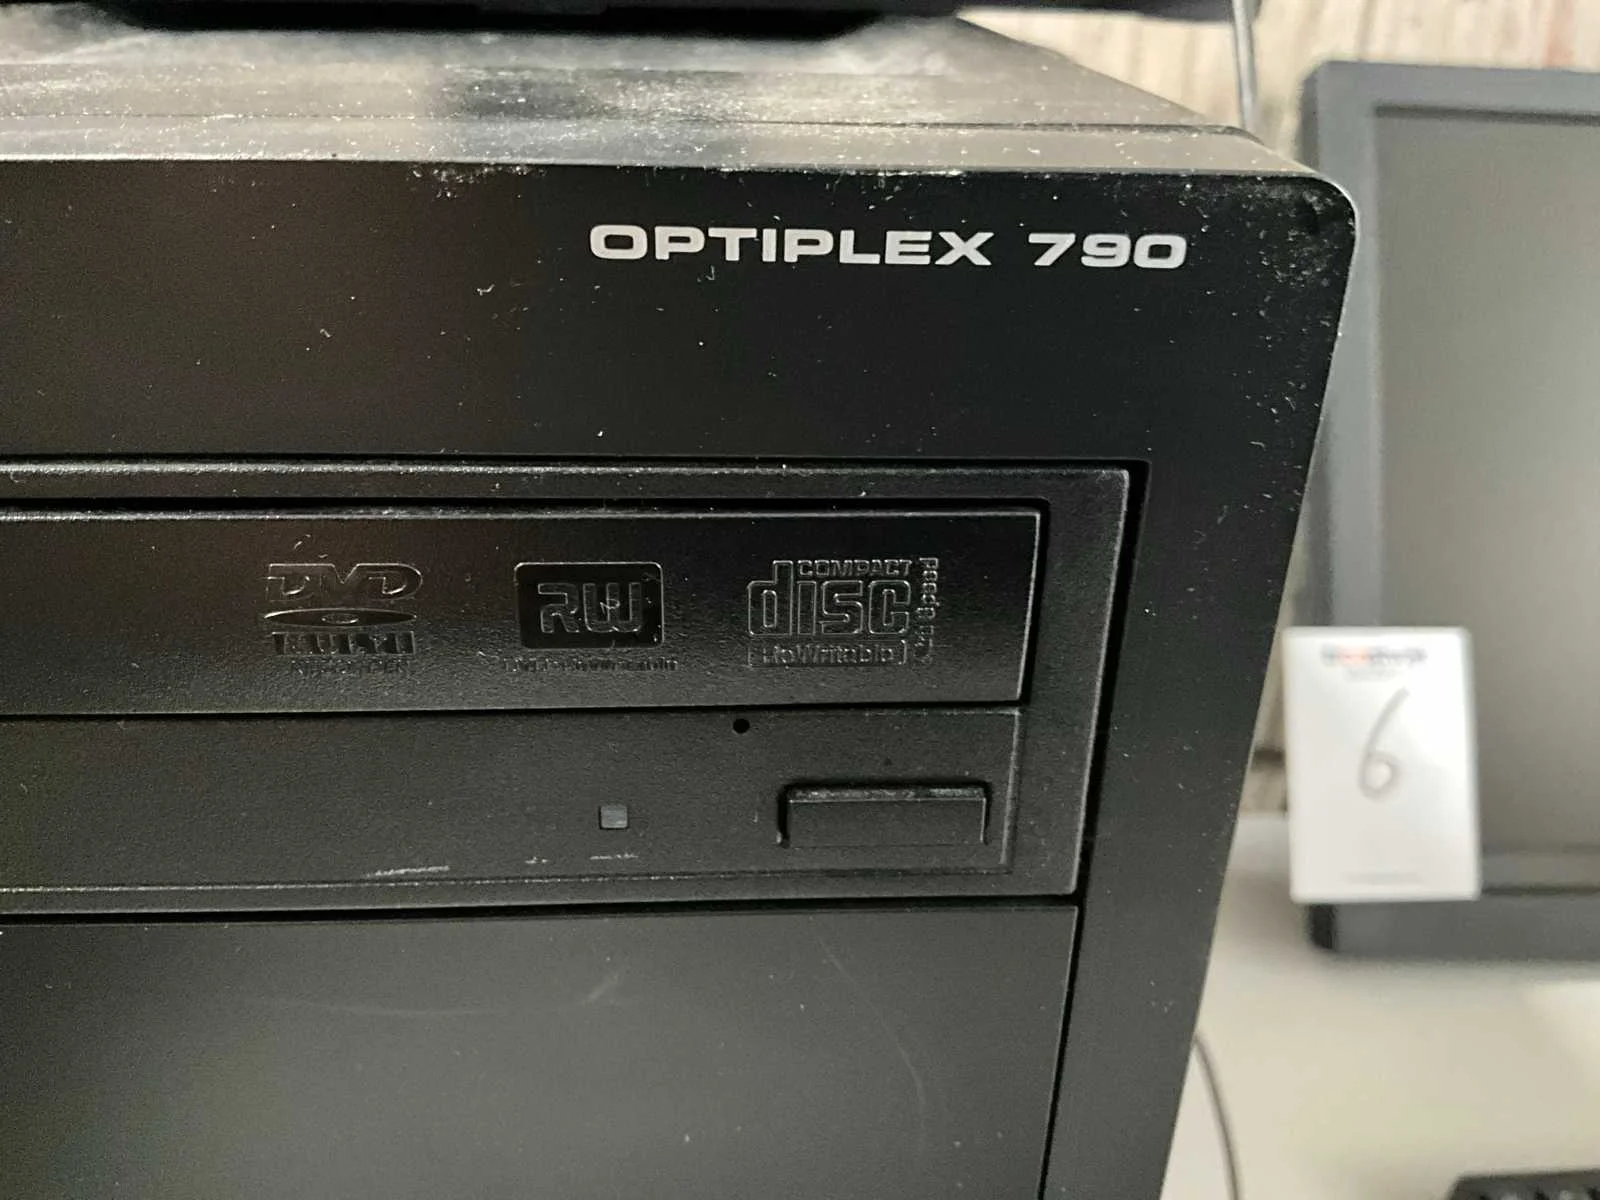 OPTIPLEX 790
DVD
MULTI
RW
COMPACT
disc
ReWritable
6